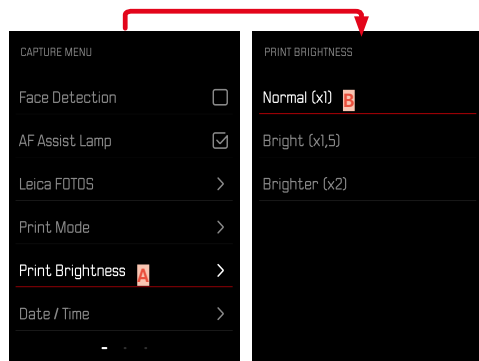 CAPTURE MENU
Face Detection
AF Assist Lamp
Leica FOTOS
Print Mode
Print Brightness A
Date / Time
PRINT BRIGHTNESS
Normal (x1) B
Bright (x1,5)
Brighter (x2)